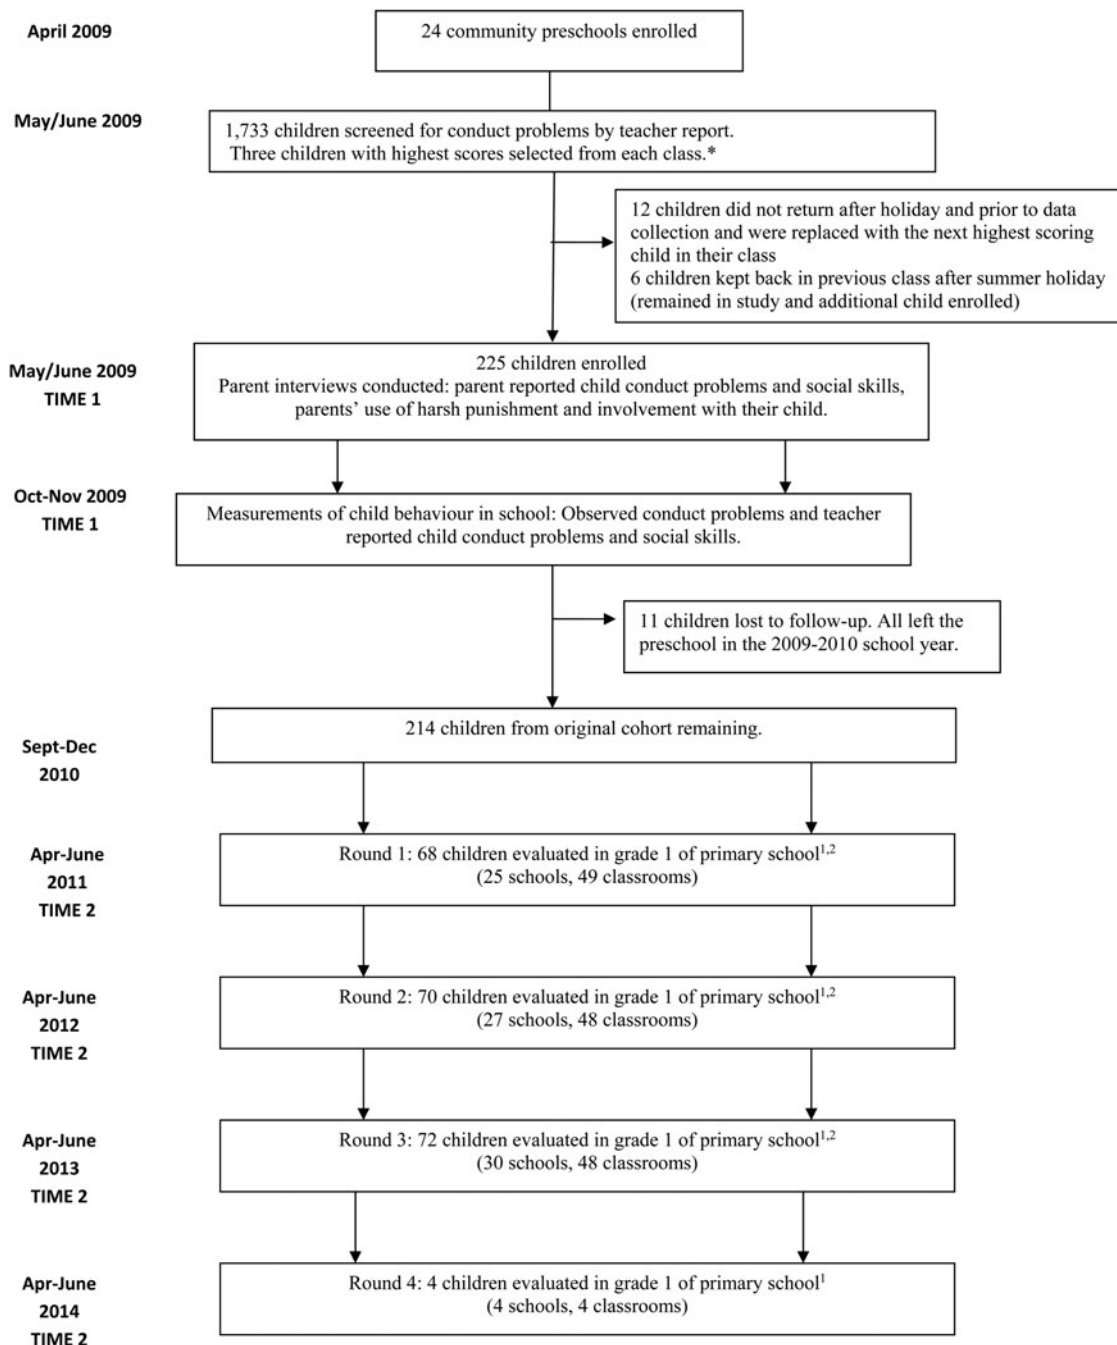 April 2009
24 community preschools enrolled
May/June 2009
1,733 children screened for conduct problems by teacher report.
Three children with highest scores selected from each class.*
12 children did not return after holiday and prior to data
collection and were replaced with the next highest scoring
child in their class
6 children kept back in previous class after summer holiday
(remained in study and additional child enrolled)
May/June 2009
TIME 1
225 children enrolled
Parent interviews conducted: parent reported child conduct problems and social skills,
parents’ use of harsh punishment and involvement with their child.
Oct-Nov 2009
TIME 1
Measurements of child behaviour in school: Observed conduct problems and teacher
reported child conduct problems and social skills.
11 children lost to follow-up. All left the
preschool in the 2009-2010 school year.
Sept-Dec
2010
214 children from original cohort remaining.
Apr-June
2011
TIME 2
Round 1: 68 children evaluated in grade 1 of primary school1,2
(25 schools, 49 classrooms)
Apr-June
2012
TIME 2
Round 2: 70 children evaluated in grade 1 of primary school1,2
(27 schools, 48 classrooms)
Apr-June
2013
TIME 2
Round 3: 72 children evaluated in grade 1 of primary school1,2
(30 schools, 48 classrooms)
Apr-June
2014
TIME 2
Round 4: 4 children evaluated in grade 1 of primary school1
(4 schools, 4 classrooms)